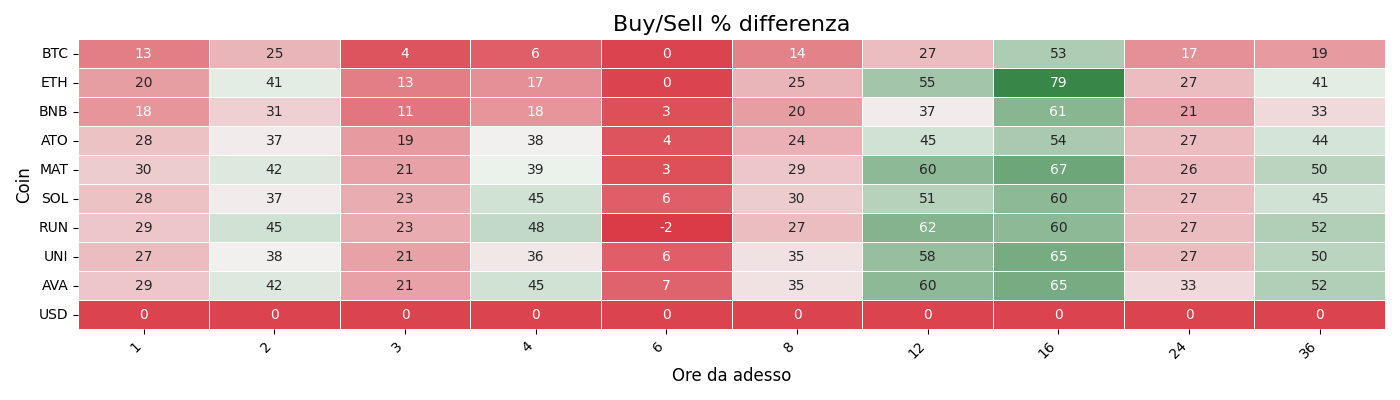 Buy/Sell % differenza
Coin
BTC 13 25 4 6 0 14 27 53 17 19
ETH 20 41 13 17 0 25 55 79 27 41
BNB 18 31 11 18 3 20 37 61 21 33
ATO 28 37 19 38 4 24 45 54 27 44
MAT 30 42 21 39 3 29 60 67 26 50
SOL 28 37 23 45 6 30 51 60 27 45
RUN 29 45 23 48 -2 27 62 60 27 52
UNI 27 38 21 36 6 35 58 65 27 50
AVA 29 42 21 45 7 35 60 65 33 52
USD 0 0 0 0 0 0 0 0 0 0
1 2 3 4 6 8 12 16 24 36
Ore da adesso